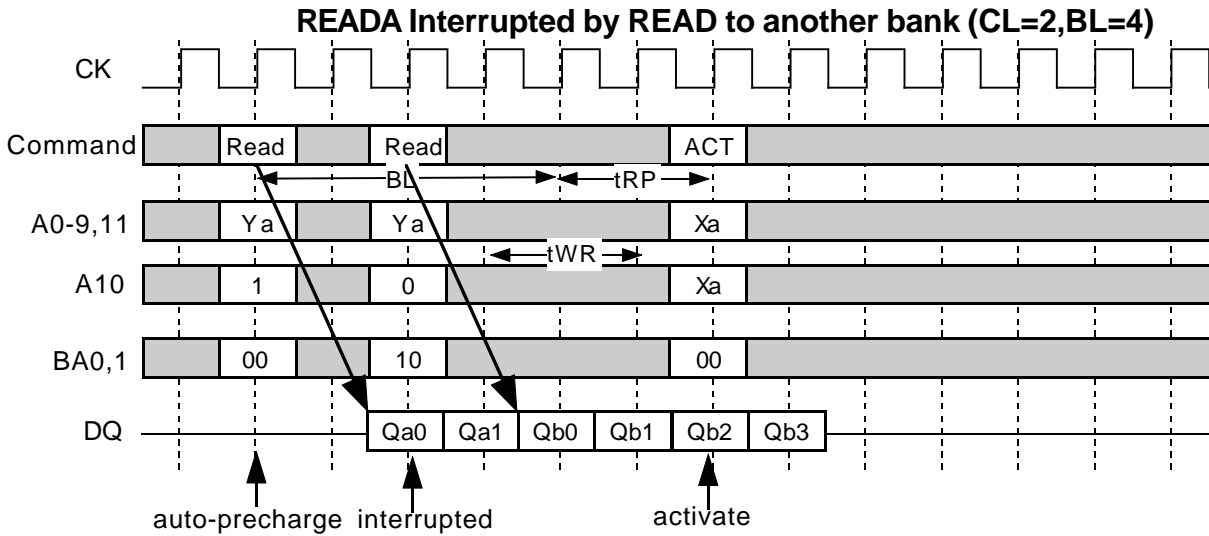 READA Interrupted by READ to another bank (CL=2,BL=4)
CK
Command Read Read ACT
BL tRP
A0-9,11 Ya Ya Xa
tWR
A10 1 0 Xa
BA0,1 00 10 00
DQ Qa0 Qa1 Qb0 Qb1 Qb2 Qb3
auto-precharge interrupted activate